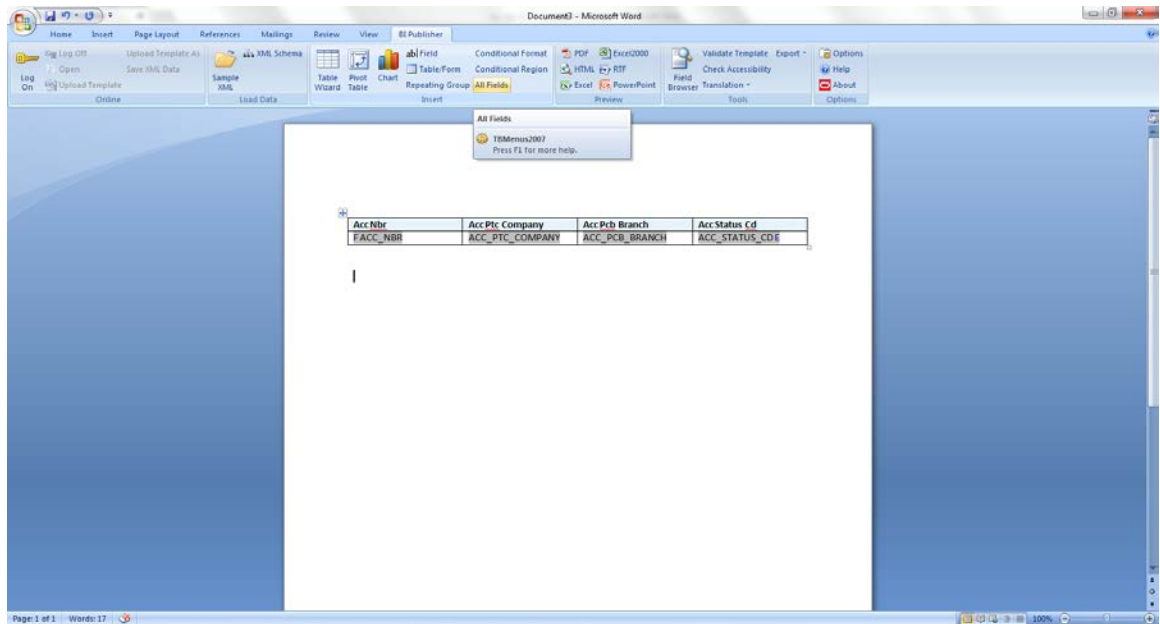 Document3 - Microsoft Word
Home Insert Page Layout References Mailings Review View BI Publisher
Log On
Log Off
Open
Upload Template
Upload Template As
Save XML Data
Online
Sample XML
XML Schema
Load Data
Table Wizard
Pivot Table
Chart
ab Field
Table/Form
Repeating Group
Conditional Format
Conditional Region
All Fields
Insert
PDF Excel2000
HTML RTF
Excel PowerPoint
Preview
Field Browser
Validate Template Export
Check Accessibility
Translation
Tools
Options
Help
About
Options
All Fields
TBMenus2007
Press F1 for more help.
Acc Nbr Acc Ptc Company Acc Pcb Branch Acc Status Cd
FACC_NBR ACC_PTC_COMPANY ACC_PCB_BRANCH ACC_STATUS_CDE
Page: 1 of 1 Words: 17 100%